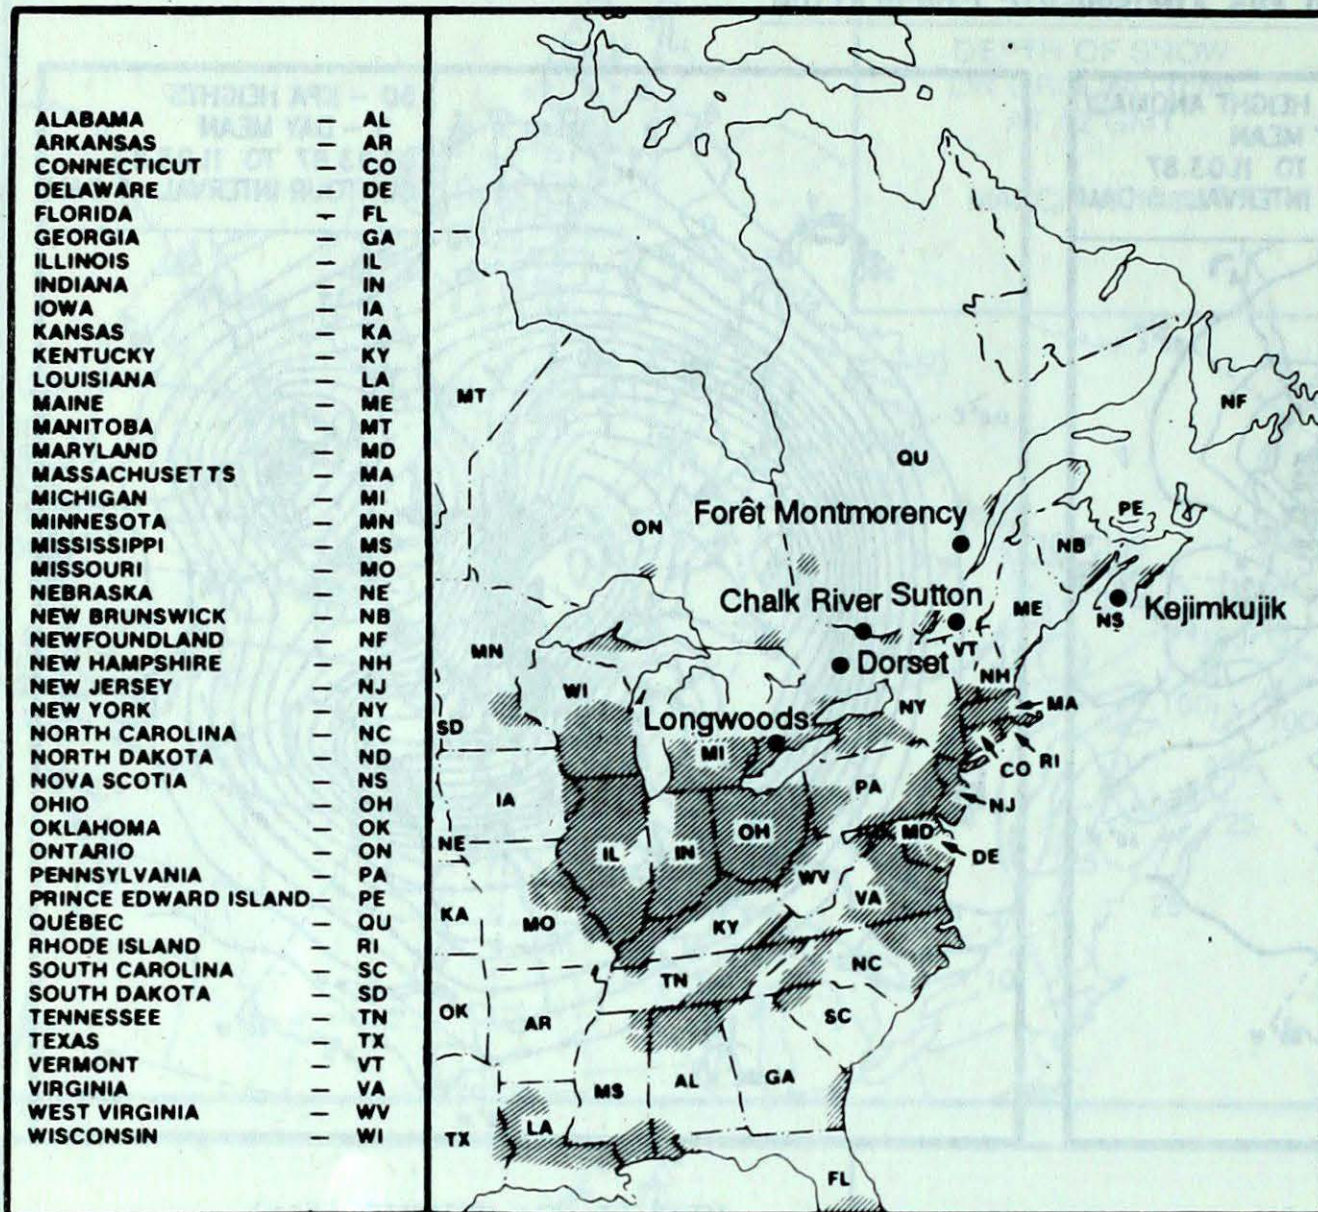 ALABAMA – AL
ARKANSAS – AR
CONNECTICUT – CO
DELAWARE – DE
FLORIDA – FL
GEORGIA – GA
ILLINOIS – IL
INDIANA – IN
IOWA – IA
KANSAS – KA
KENTUCKY – KY
LOUISIANA – LA
MAINE – ME
MANITOBA – MT
MARYLAND – MD
MASSACHUSETTS – MA
MICHIGAN – MI
MINNESOTA – MN
MISSISSIPPI – MS
MISSOURI – MO
NEBRASKA – NE
NEW BRUNSWICK – NB
NEWFOUNDLAND – NF
NEW HAMPSHIRE – NH
NEW JERSEY – NJ
NEW YORK – NY
NORTH CAROLINA – NC
NORTH DAKOTA – ND
NOVA SCOTIA – NS
OHIO – OH
OKLAHOMA – OK
ONTARIO – ON
PENNSYLVANIA – PA
PRINCE EDWARD ISLAND – PE
QUÉBEC – QU
RHODE ISLAND – RI
SOUTH CAROLINA – SC
SOUTH DAKOTA – SD
TENNESSEE – TN
TEXAS – TX
VERMONT – VT
VIRGINIA – VA
WEST VIRGINIA – WV
WISCONSIN – WI
MT
NF
QU
PE
Forêt Montmorency
ON
NB
Chalk River
Sutton
ME
Kejimkujik
NS
MN
Dorset
VT
NH
WI
NY
MA
SD
Longwoods
MI
CO
RI
IA
PA
NJ
NE
IL
IN
OH
MD
DE
WV
VA
KA
MO
KY
NC
TN
OK
AR
SC
MS
AL
GA
TX
LA
FL